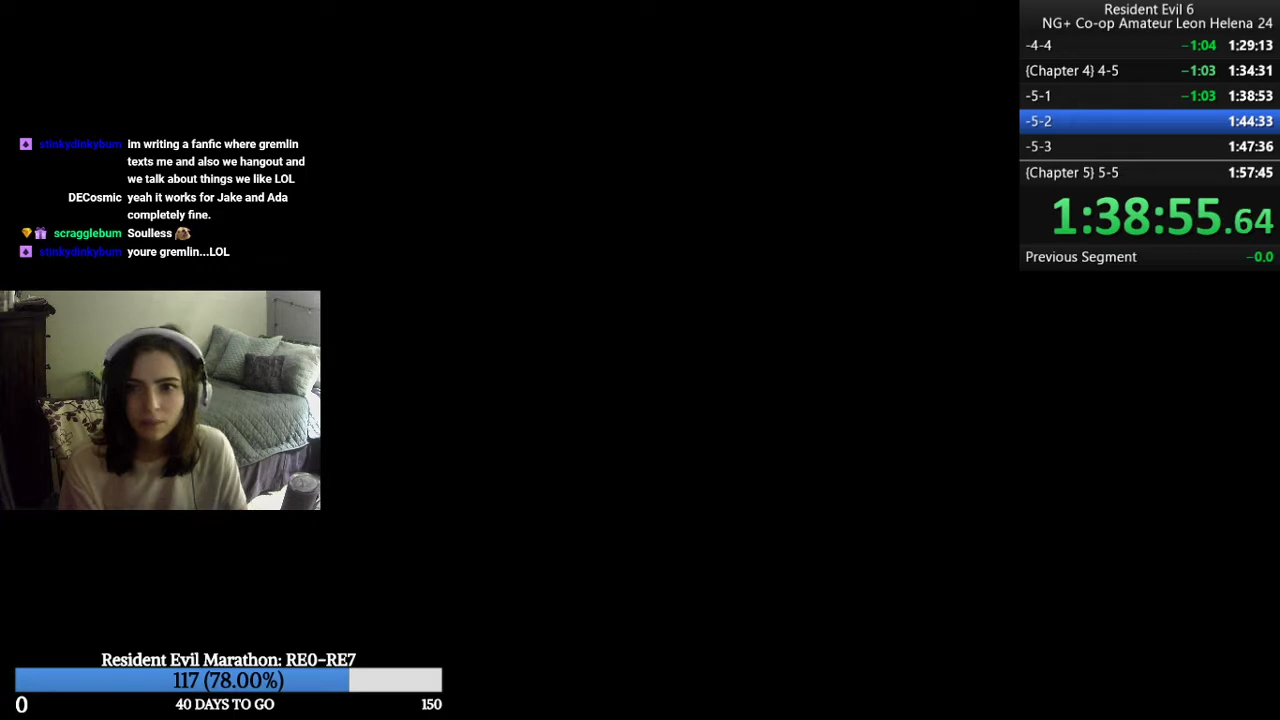 Resident Evil 6
NG+ Co-op Amateur Leon Helena 24
-4-4 −1:04 1:29:13
{Chapter 4} 4-5 −1:03 1:34:31
-5-1 −1:03 1:38:53
-5-2 1:44:33
-5-3 1:47:36
{Chapter 5} 5-5 1:57:45
1:38:55.64
Previous Segment −0.0
stinkydinkybum im writing a fanfic where gremlin
texts me and also we hangout and
we talk about things we like LOL
DECosmic yeah it works for Jake and Ada
completely fine.
scragglebum Soulless
stinkydinkybum youre gremlin...LOL
Resident Evil Marathon: RE0-RE7
117 (78.00%)
0 40 DAYS TO GO 150